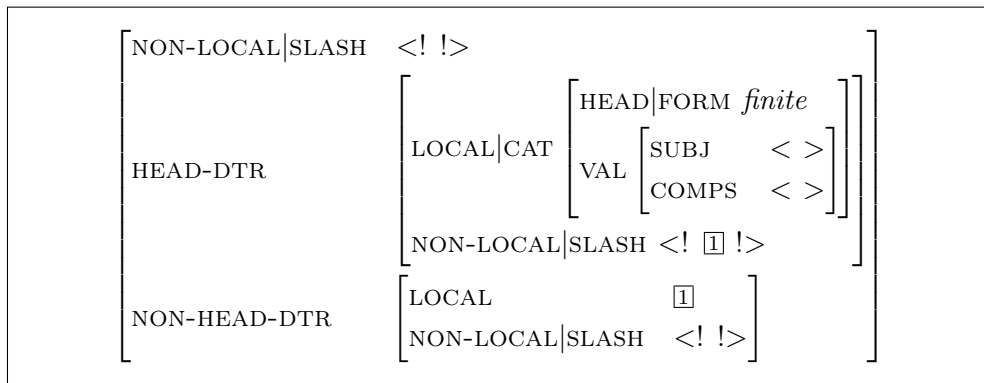 NON-LOCAL|SLASH <! !>
HEAD|FORM finite
LOCAL|CAT
SUBJ < >
HEAD-DTR
VAL
COMPS < >
NON-LOCAL|SLASH <! 1 !>
LOCAL 1
NON-HEAD-DTR
NON-LOCAL|SLASH <! !>